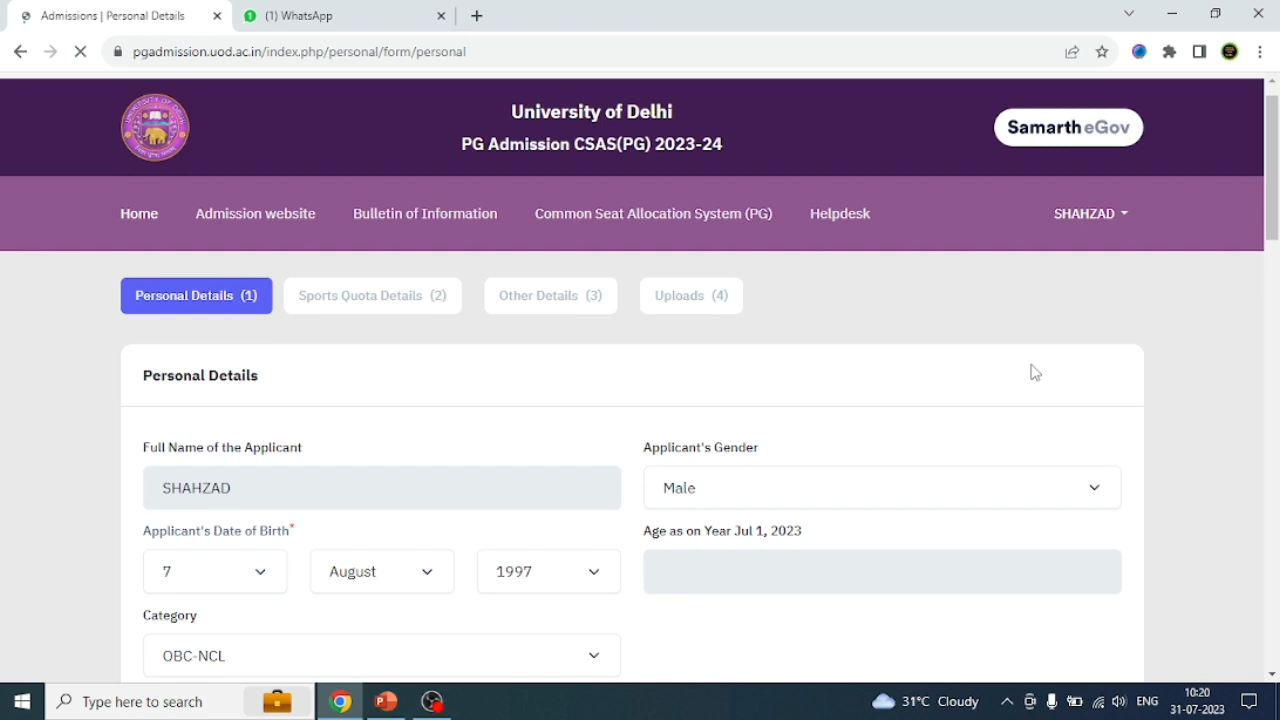 Admissions | Personal Details
(1) WhatsApp
pgadmission.uod.ac.in/index.php/personal/form/personal
University of Delhi
PG Admission CSAS(PG) 2023-24
Samarth eGov
Home Admission website Bulletin of Information Common Seat Allocation System (PG) Helpdesk SHAHZAD
Personal Details (1) Sports Quota Details (2) Other Details (3) Uploads (4)
Personal Details
Full Name of the Applicant Applicant's Gender
SHAHZAD Male
Applicant's Date of Birth* Age as on Year Jul 1, 2023
7 August 1997
Category
OBC-NCL
Type here to search 31°C Cloudy ENG
10:20
31-07-2023